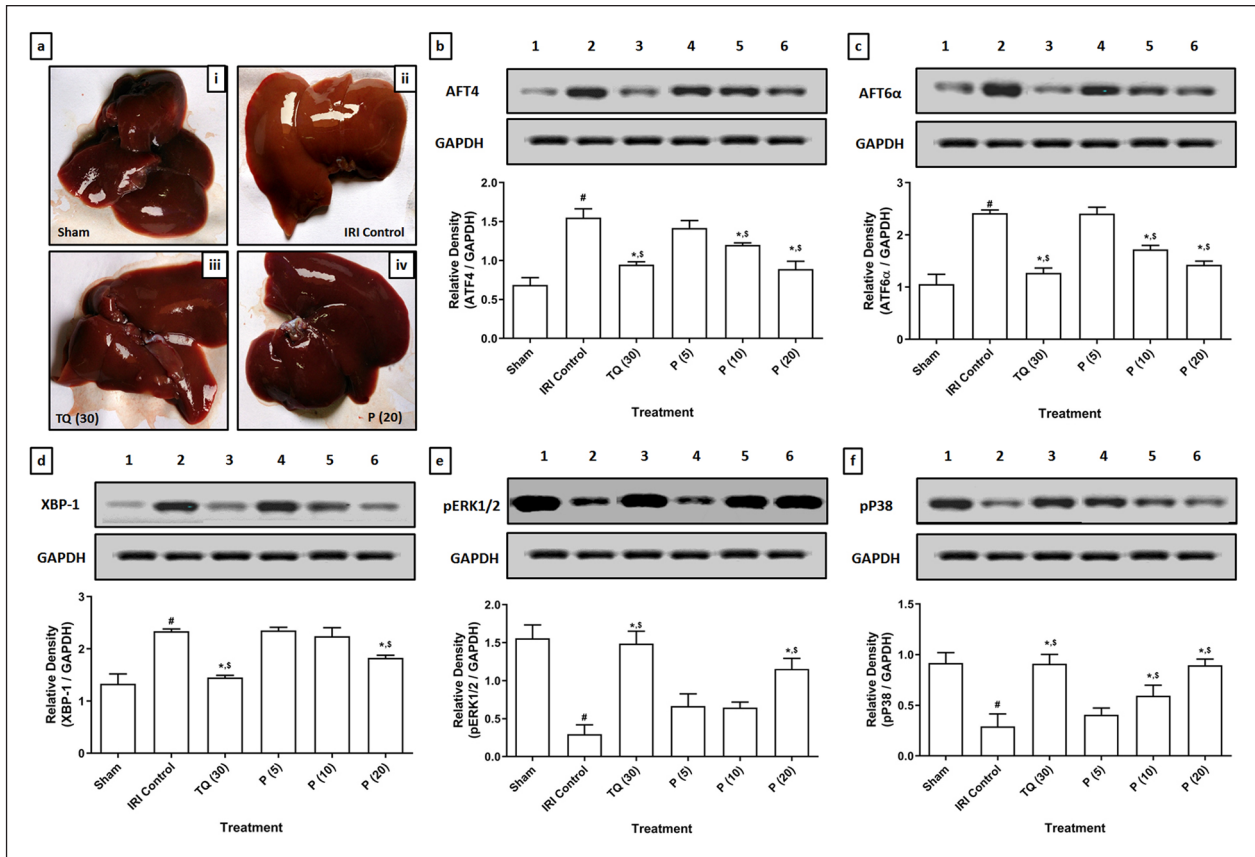 a
i
Sham
ii
IRI Control
iii
TQ (30)
iv
P (20)
b
1 2 3 4 5 6
AFT4
GAPDH
Relative Density
(ATF4 / GAPDH)
2.0
1.5
1.0
0.5
0.0
#
*,$
*,$
*,$
Sham
IRI Control
TQ (30)
P (5)
P (10)
P (20)
Treatment
c
1 2 3 4 5 6
AFT6α
GAPDH
Relative Density
(ATF6α / GAPDH)
3
2
1
0
#
*,$
*,$
*,$
Sham
IRI Control
TQ (30)
P (5)
P (10)
P (20)
Treatment
d
1 2 3 4 5 6
XBP-1
GAPDH
Relative Density
(XBP-1 / GAPDH)
3
2
1
0
#
*,$
*,$
Sham
IRI Control
TQ (30)
P (5)
P (10)
P (20)
Treatment
e
1 2 3 4 5 6
pERK1/2
GAPDH
Relative Density
(pERK1/2 / GAPDH)
2.0
1.5
1.0
0.5
0.0
#
*,$
*,$
Sham
IRI Control
TQ (30)
P (5)
P (10)
P (20)
Treatment
f
1 2 3 4 5 6
pP38
GAPDH
Relative Density
(pP38 / GAPDH)
1.5
1.0
0.5
0.0
#
*,$
*,$
*,$
Sham
IRI Control
TQ (30)
P (5)
P (10)
P (20)
Treatment